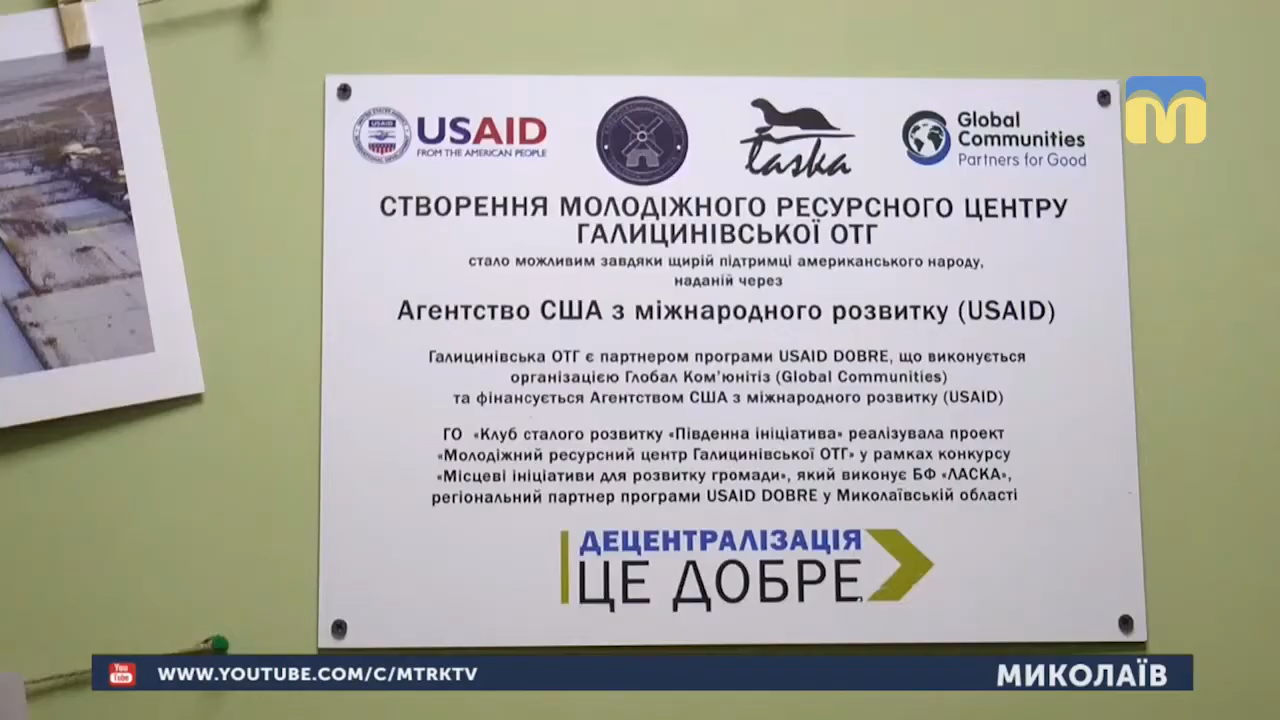 USAID
FROM THE AMERICAN PEOPLE
Laska
Global
Communities
Partners for Good
СТВОРЕННЯ МОЛОДІЖНОГО РЕСУРСНОГО ЦЕНТРУ
ГАЛИЦИНІВСЬКОЇ ОТГ
стало можливим завдяки щирій підтримці американського народу,
наданій через
Агентство США з міжнародного розвитку (USAID)
Галицинівська ОТГ є партнером програми USAID DOBRE, що виконується
організацією Глобал Ком’юнітіз (Global Communities)
та фінансується Агентством США з міжнародного розвитку (USAID)
ГО «Клуб сталого розвитку «Південна ініціатива» реалізувала проект
«Молодіжний ресурсний центр Галицинівської ОТГ» у рамках конкурсу
«Місцеві ініціативи для розвитку громади», який виконує БФ «ЛАСКА»,
регіональний партнер програми USAID DOBRE у Миколаївській області
ДЕЦЕНТРАЛІЗАЦІЯ
ЦЕ ДОБРЕ
You
Tube
WWW.YOUTUBE.COM/C/MTRKTV
МИКОЛАЇВ